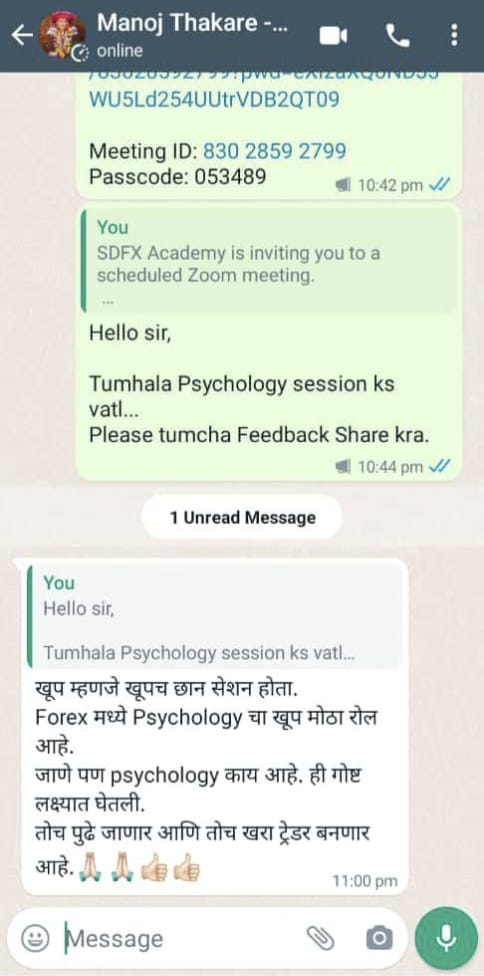 Manoj Thakare -...
online
WU5Ld254UUtrVDB2QT09
Meeting ID: 830 2859 2799
Passcode: 053489
10:42 pm
You
SDFX Academy is inviting you to a
scheduled Zoom meeting.
...
Hello sir,
Tumhala Psychology session ks
vatl...
Please tumcha Feedback Share kra.
10:44 pm
1 Unread Message
You
Hello sir,
Tumhala Psychology session ks vatl...
खूप म्हणजे खूपच छान सेशन होता.
Forex मध्ये Psychology चा खूप मोठा रोल
आहे.
जाणे पण psychology काय आहे. ही गोष्ट
लक्ष्यात घेतली.
तोच पुढे जाणार आणि तोच खरा ट्रेडर बनणार
आहे.🙏🏻🙏🏻👍🏻👍🏻
11:00 pm
Message